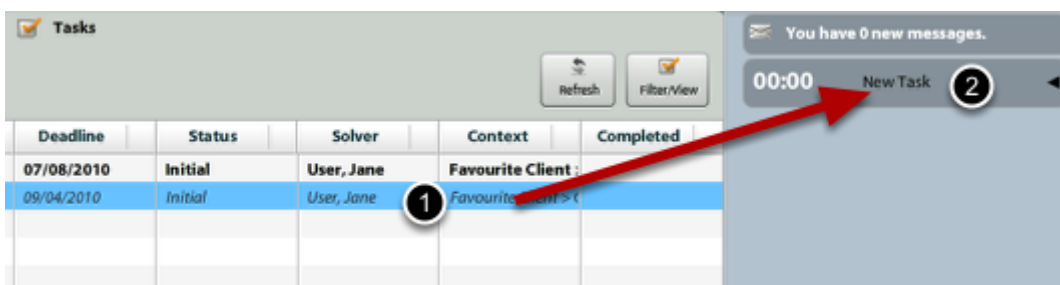 Tasks
You have 0 new messages.
Refresh
Filter/View
00:00 New Task 2
Deadline Status Solver Context Completed
07/08/2010 Initial User, Jane Favourite Client :
09/04/2010 Initial User, Jane 1 Favourite > C